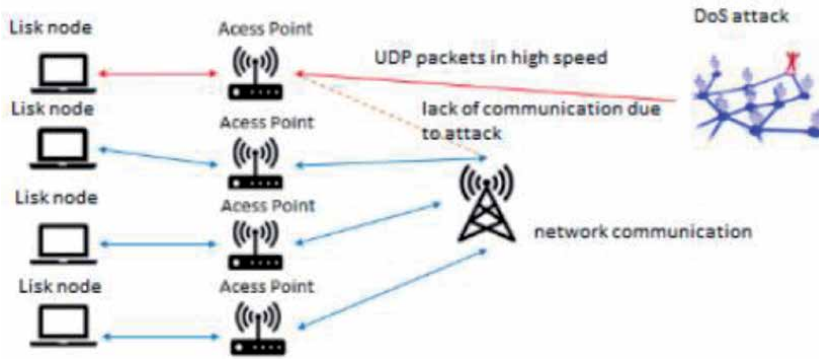 DoS attack
Lisk node
Acess Point
UDP packets in high speed
Lisk node
Acess Point
lack of communication due
to attack
Lisk node
Acess Point
network communication
Lisk node
Acess Point